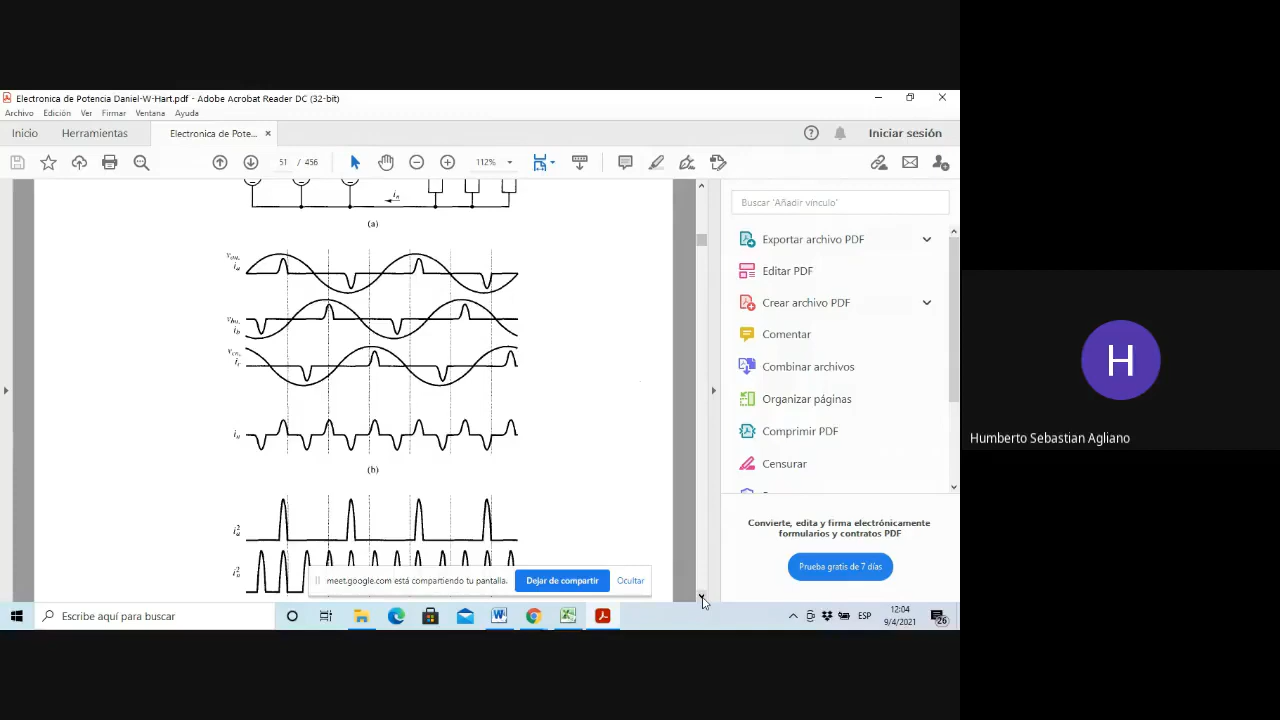 Electronica de Potencia Daniel-W-Hart.pdf - Adobe Acrobat Reader DC (32-bit)
Archivo Edición Ver Firmar Ventana Ayuda
Inicio Herramientas Electronica de Pote... × Iniciar sesión
51 / 456 112%
(a)
Buscar 'Añadir vínculo'
Exportar archivo PDF
Editar PDF
Crear archivo PDF
Comentar
Combinar archivos
Organizar páginas
Comprimir PDF
Censurar
(b)
Convierte, edita y firma electrónicamente
formularios y contratos PDF
Prueba gratis de 7 días
meet.google.com está compartiendo tu pantalla.
Dejar de compartir
Ocultar
Escribe aquí para buscar
ESP
12:04
9/4/2021
26
H
Humberto Sebastian Agliano